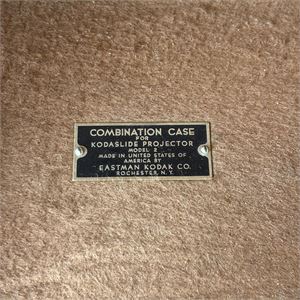 COMBINATION CASE
FOR
KODASLIDE PROJECTOR
MODEL 2
MADE IN UNITED STATES OF
AMERICA BY
EASTMAN KODAK CO.
ROCHESTER, N.Y.